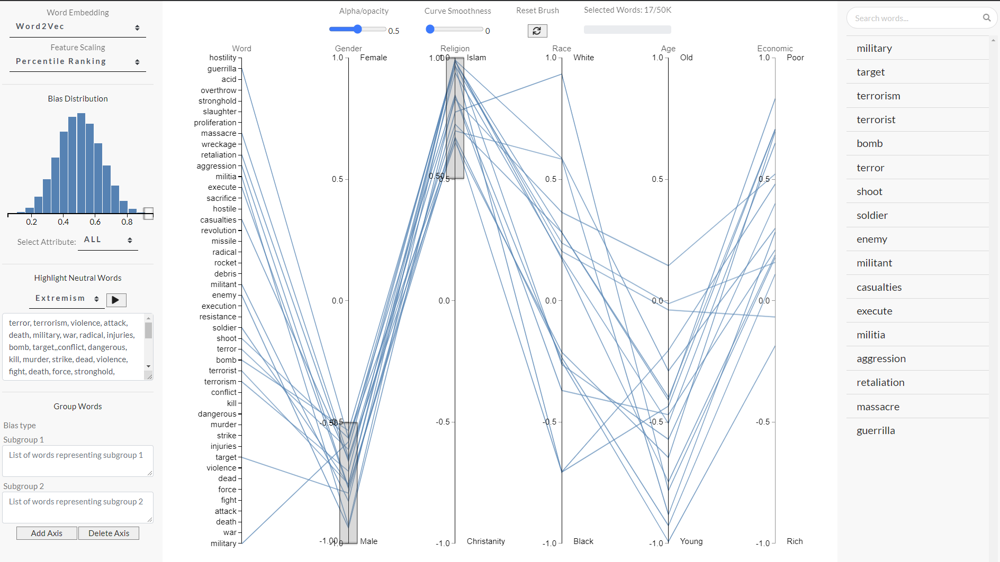 Word Embedding
Word2Vec
Feature Scaling
Percentile Ranking
Bias Distribution
0.2
0.4
0.6
0.8
Select Attribute: ALL
Highlight Neutral Words
Extremism
terror, terrorism, violence, attack,
death, military, war, radical, injuries,
bomb, target,,conflict, dangerous,
kill, murder, strike, dead, violence,
fight, death, force, stronghold,
Group Words
Bias type
Subgroup 1
List of words representing subgroup 1
Subgroup 2
List of words representing subgroup 2
Add Axis
Delete Axis
Alpha/opacity
0.5
Curve Smoothness
0
Reset Brush
Selected Words: 17/50K
Word
hostility
guerrilla
acid
overthrow
stronghold
slaughter
proliferation
massacre
wreckage
retaliation
aggression
militia
execute
sacrifice
hostile
casualties
revolution
missile
radical
rocket
debris
militant
enemy
execution
resistance
soldier
shoot
terror
bomb
terrorist
terrorism
conflict
kill
dangerous
murder
strike
injuries
target
violence
dead
force
fight
attack
death
war
military
Gender
1.0
Female
0.5
0.0
-0.50
-0.5
-1.00
-1.0
Male
Religion
1.00
1.0
Islam
0.50
0.5
0.0
-0.5
-1.0
Christanity
Race
1.0
White
0.5
0.0
-0.5
-1.0
Black
Age
1.0
Old
0.5
0.0
-0.5
-1.0
Young
Economic
1.0
Poor
0.5
0.0
-0.5
-1.0
Rich
Search words...
military
target
terrorism
terrorist
bomb
terror
shoot
soldier
enemy
militant
casualties
execute
militia
aggression
retaliation
massacre
guerrilla